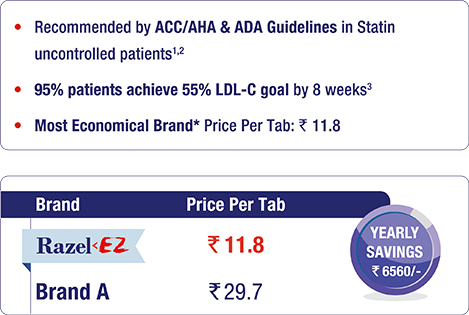 • Recommended by ACC/AHA & ADA Guidelines in Statin
uncontrolled patients1,2
• 95% patients achieve 55% LDL-C goal by 8 weeks3
• Most Economical Brand* Price Per Tab: ₹ 11.8
Brand Price Per Tab
Razel-EZ ₹ 11.8
Brand A ₹ 29.7
YEARLY
SAVINGS
₹ 6560/-